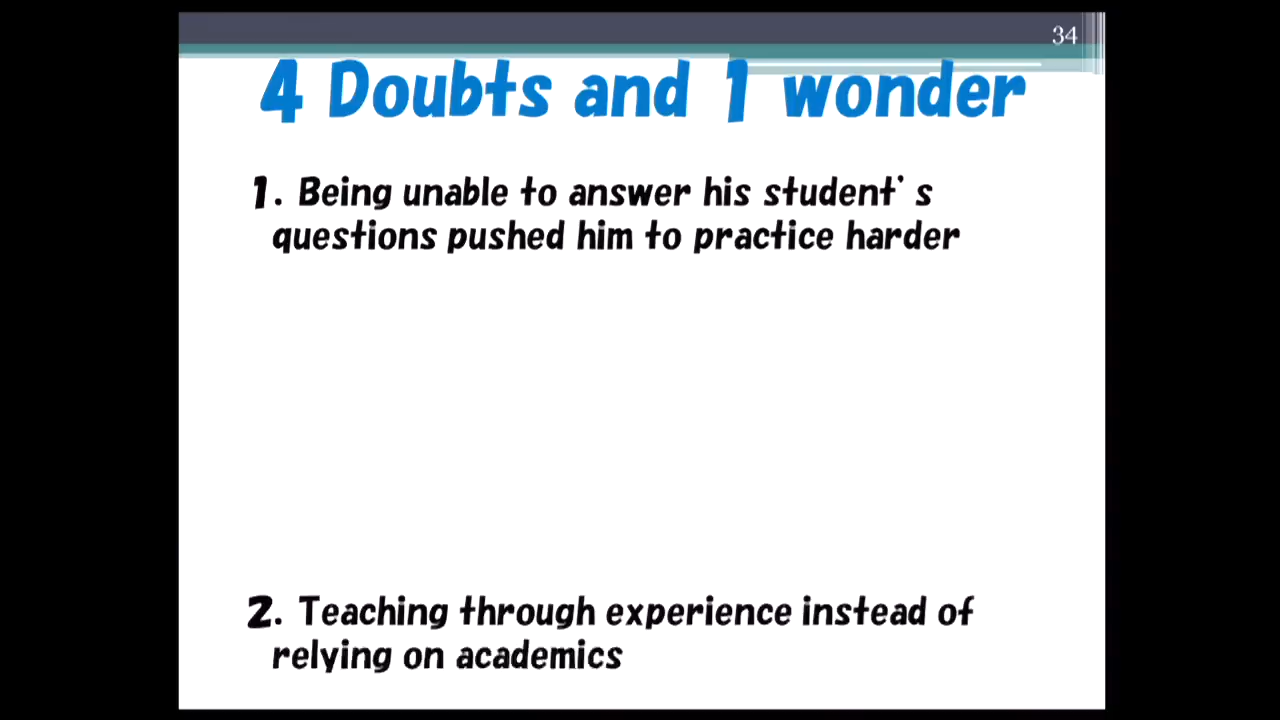 34
4 Doubts and 1 wonder
1. Being unable to answer his student's
questions pushed him to practice harder
2. Teaching through experience instead of
relying on academics